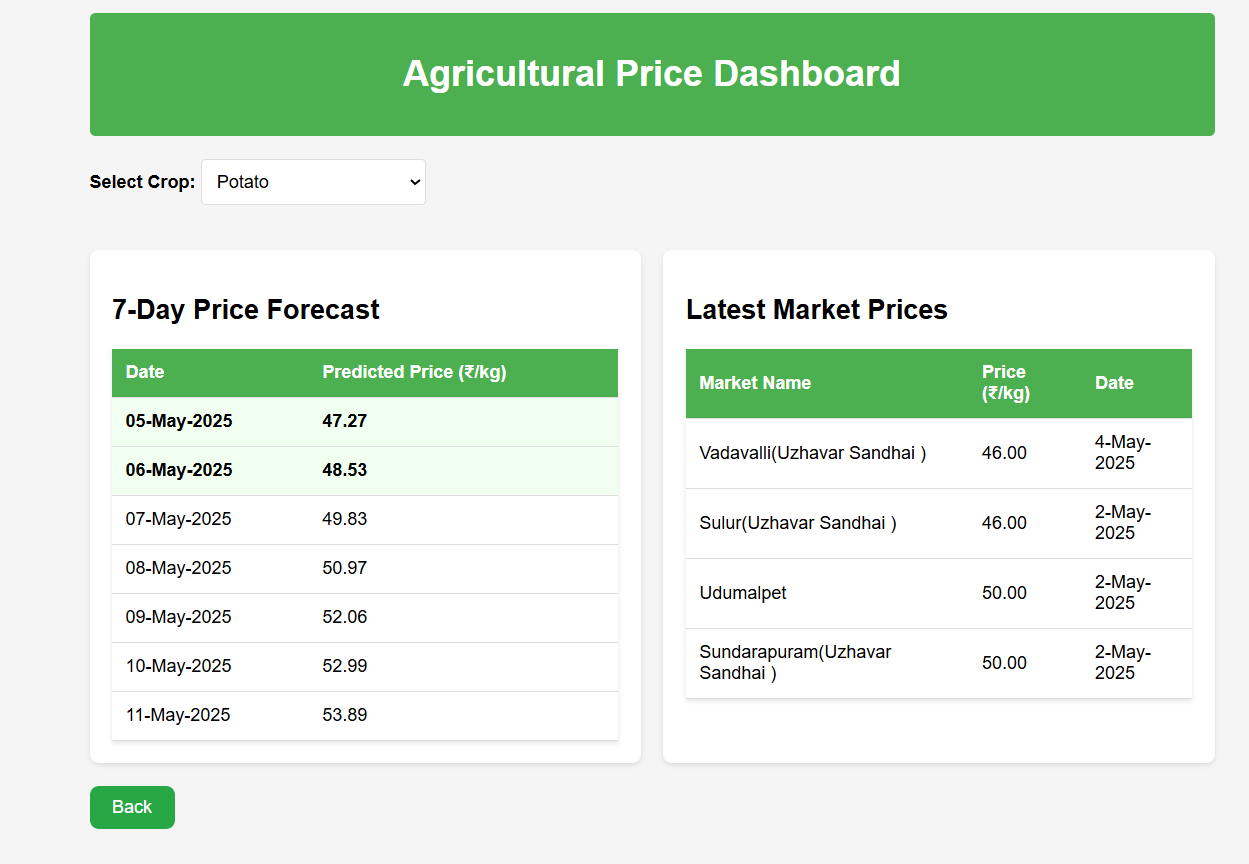 Agricultural Price Dashboard
Select Crop: Potato
7-Day Price Forecast
Date Predicted Price (₹/kg)
05-May-2025 47.27
06-May-2025 48.53
07-May-2025 49.83
08-May-2025 50.97
09-May-2025 52.06
10-May-2025 52.99
11-May-2025 53.89
Latest Market Prices
Market Name Price (₹/kg) Date
Vadavalli(Uzhavar Sandhai ) 46.00 4-May-2025
Sulur(Uzhavar Sandhai ) 46.00 2-May-2025
Udumalpet 50.00 2-May-2025
Sundarapuram(Uzhavar Sandhai ) 50.00 2-May-2025
Back